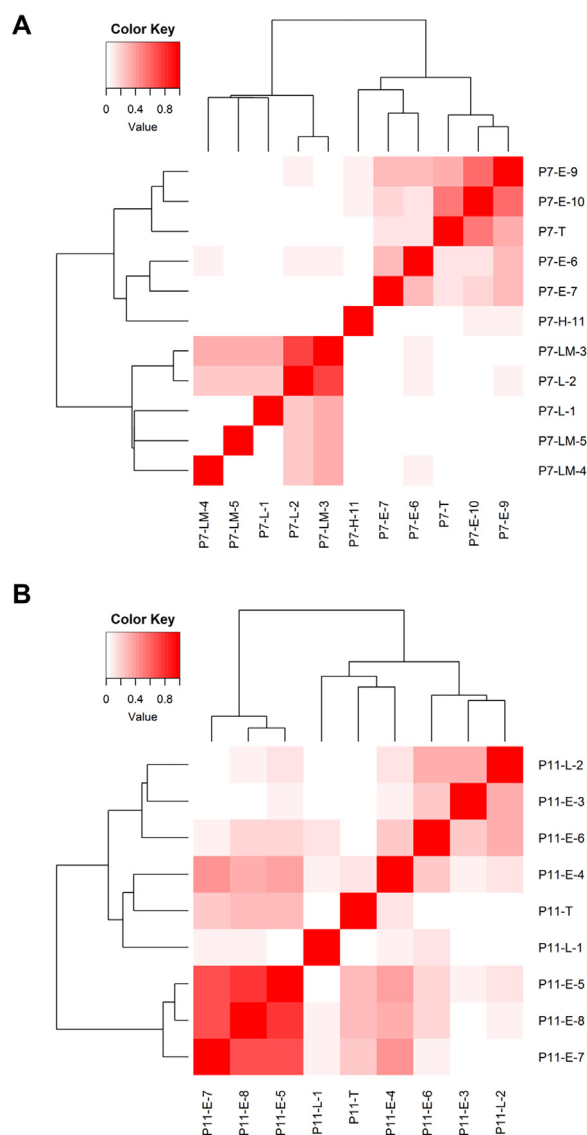 A
Color Key
0 0.4 0.8
Value
P7-E-9
P7-E-10
P7-T
P7-E-6
P7-E-7
P7-H-11
P7-LM-3
P7-L-2
P7-L-1
P7-LM-5
P7-LM-4
P7-LM-4 P7-LM-5 P7-L-1 P7-L-2 P7-LM-3 P7-H-11 P7-E-7 P7-E-6 P7-T P7-E-10 P7-E-9
B
Color Key
0 0.4 0.8
Value
P11-L-2
P11-E-3
P11-E-6
P11-E-4
P11-T
P11-L-1
P11-E-5
P11-E-8
P11-E-7
P11-E-7 P11-E-8 P11-E-5 P11-L-1 P11-T P11-E-4 P11-E-6 P11-E-3 P11-L-2